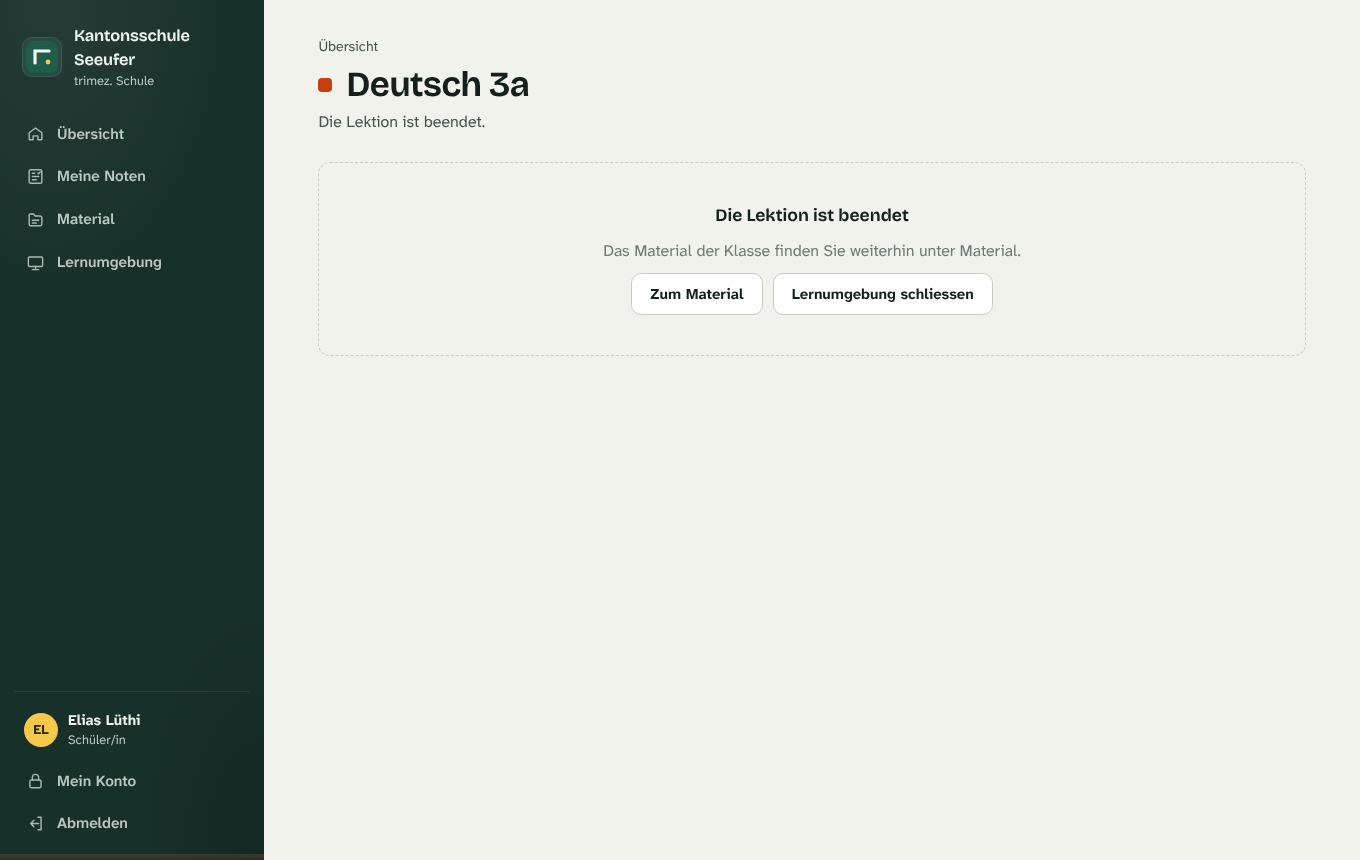 Kantonsschule
Seeufer
trimez. Schule
Übersicht
Meine Noten
Material
Lernumgebung
EL
Elias Lüthi
Schüler/in
Mein Konto
Abmelden
Übersicht
Deutsch 3a
Die Lektion ist beendet.
Die Lektion ist beendet
Das Material der Klasse finden Sie weiterhin unter Material.
Zum Material
Lernumgebung schliessen